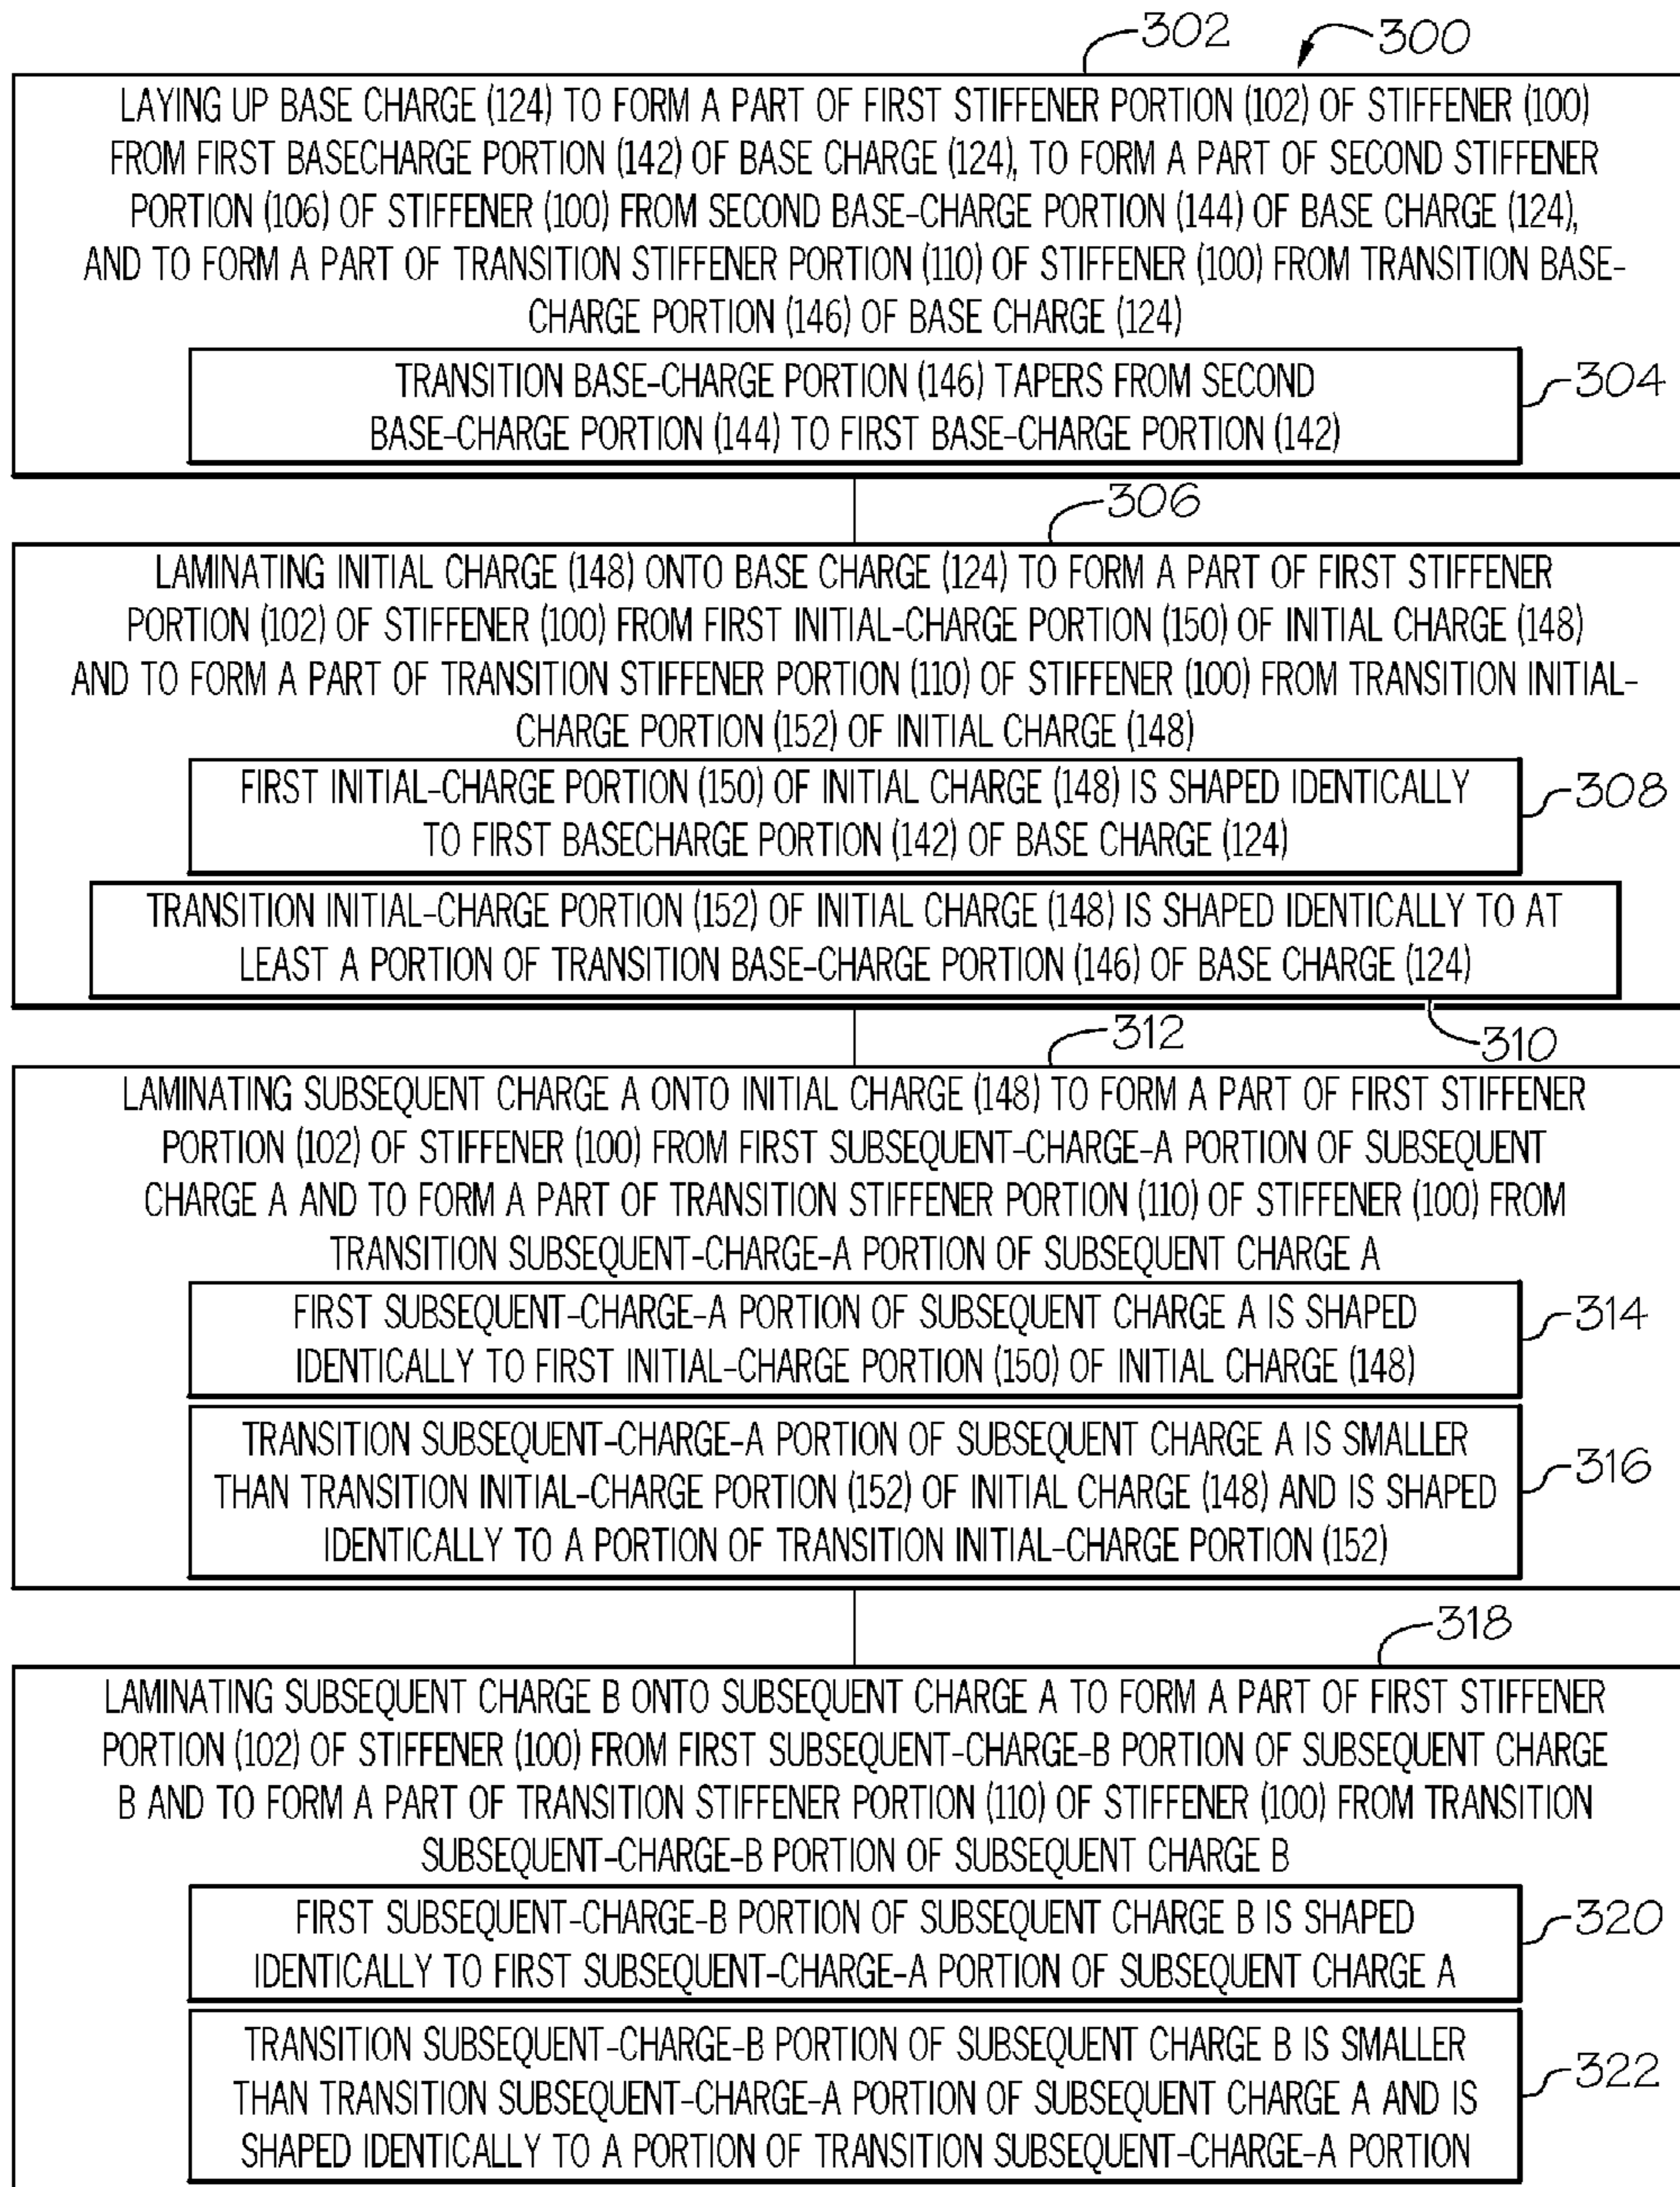 302
300
LAYING UP BASE CHARGE (124) TO FORM A PART OF FIRST STIFFENER PORTION (102) OF STIFFENER (100)
FROM FIRST BASECHARGE PORTION (142) OF BASE CHARGE (124), TO FORM A PART OF SECOND STIFFENER
PORTION (106) OF STIFFENER (100) FROM SECOND BASE-CHARGE PORTION (144) OF BASE CHARGE (124),
AND TO FORM A PART OF TRANSITION STIFFENER PORTION (110) OF STIFFENER (100) FROM TRANSITION BASE-
CHARGE PORTION (146) OF BASE CHARGE (124)
TRANSITION BASE-CHARGE PORTION (146) TAPERS FROM SECOND
BASE-CHARGE PORTION (144) TO FIRST BASE-CHARGE PORTION (142)
304
306
LAMINATING INITIAL CHARGE (148) ONTO BASE CHARGE (124) TO FORM A PART OF FIRST STIFFENER
PORTION (102) OF STIFFENER (100) FROM FIRST INITIAL-CHARGE PORTION (150) OF INITIAL CHARGE (148)
AND TO FORM A PART OF TRANSITION STIFFENER PORTION (110) OF STIFFENER (100) FROM TRANSITION INITIAL-
CHARGE PORTION (152) OF INITIAL CHARGE (148)
FIRST INITIAL-CHARGE PORTION (150) OF INITIAL CHARGE (148) IS SHAPED IDENTICALLY
TO FIRST BASECHARGE PORTION (142) OF BASE CHARGE (124)
308
TRANSITION INITIAL-CHARGE PORTION (152) OF INITIAL CHARGE (148) IS SHAPED IDENTICALLY TO AT
LEAST A PORTION OF TRANSITION BASE-CHARGE PORTION (146) OF BASE CHARGE (124)
310
312
LAMINATING SUBSEQUENT CHARGE A ONTO INITIAL CHARGE (148) TO FORM A PART OF FIRST STIFFENER
PORTION (102) OF STIFFENER (100) FROM FIRST SUBSEQUENT-CHARGE-A PORTION OF SUBSEQUENT
CHARGE A AND TO FORM A PART OF TRANSITION STIFFENER PORTION (110) OF STIFFENER (100) FROM
TRANSITION SUBSEQUENT-CHARGE-A PORTION OF SUBSEQUENT CHARGE A
FIRST SUBSEQUENT-CHARGE-A PORTION OF SUBSEQUENT CHARGE A IS SHAPED
IDENTICALLY TO FIRST INITIAL-CHARGE PORTION (150) OF INITIAL CHARGE (148)
314
TRANSITION SUBSEQUENT-CHARGE-A PORTION OF SUBSEQUENT CHARGE A IS SMALLER
THAN TRANSITION INITIAL-CHARGE PORTION (152) OF INITIAL CHARGE (148) AND IS SHAPED
IDENTICALLY TO A PORTION OF TRANSITION INITIAL-CHARGE PORTION (152)
316
318
LAMINATING SUBSEQUENT CHARGE B ONTO SUBSEQUENT CHARGE A TO FORM A PART OF FIRST STIFFENER
PORTION (102) OF STIFFENER (100) FROM FIRST SUBSEQUENT-CHARGE-B PORTION OF SUBSEQUENT CHARGE
B AND TO FORM A PART OF TRANSITION STIFFENER PORTION (110) OF STIFFENER (100) FROM TRANSITION
SUBSEQUENT-CHARGE-B PORTION OF SUBSEQUENT CHARGE B
FIRST SUBSEQUENT-CHARGE-B PORTION OF SUBSEQUENT CHARGE B IS SHAPED
IDENTICALLY TO FIRST SUBSEQUENT-CHARGE-A PORTION OF SUBSEQUENT CHARGE A
320
TRANSITION SUBSEQUENT-CHARGE-B PORTION OF SUBSEQUENT CHARGE B IS SMALLER
THAN TRANSITION SUBSEQUENT-CHARGE-A PORTION OF SUBSEQUENT CHARGE A AND IS
SHAPED IDENTICALLY TO A PORTION OF TRANSITION SUBSEQUENT-CHARGE-A PORTION
322